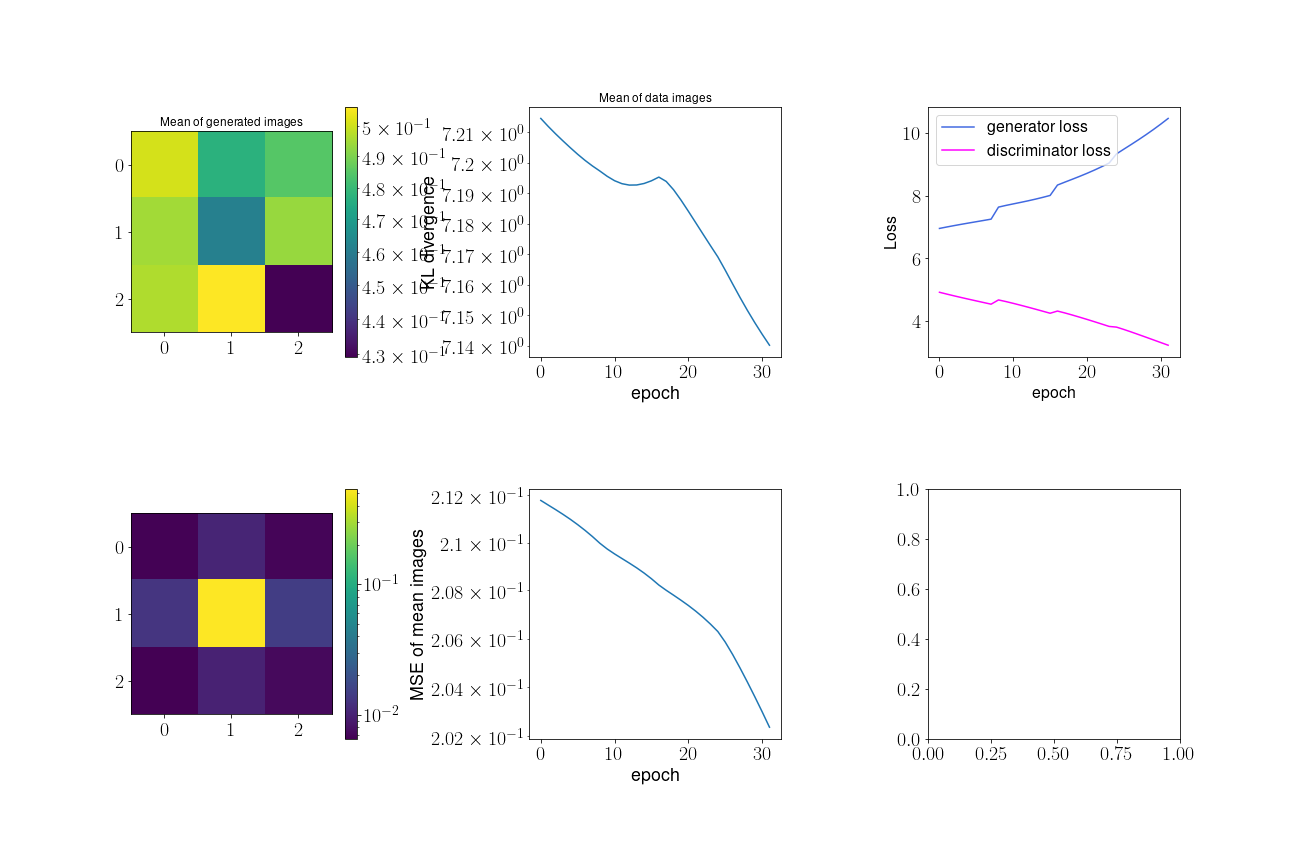 Mean of generated images
0
1
2
0 1 2
5 × 10⁻¹
4.9 × 10⁻¹
4.8 × 10⁻¹
4.7 × 10⁻¹
4.6 × 10⁻¹
4.5 × 10⁻¹
4.4 × 10⁻¹
4.3 × 10⁻¹
Mean of data images
KL divergence
7.21 × 10⁰
7.2 × 10⁰
7.19 × 10⁰
7.18 × 10⁰
7.17 × 10⁰
7.16 × 10⁰
7.15 × 10⁰
7.14 × 10⁰
0 10 20 30
epoch
generator loss
discriminator loss
Loss
10
8
6
4
0 10 20 30
epoch
0
1
2
0 1 2
10⁻¹
10⁻²
MSE of mean images
2.12 × 10⁻¹
2.1 × 10⁻¹
2.08 × 10⁻¹
2.06 × 10⁻¹
2.04 × 10⁻¹
2.02 × 10⁻¹
0 10 20 30
epoch
1.0
0.8
0.6
0.4
0.2
0.0
0.00 0.25 0.50 0.75 1.00